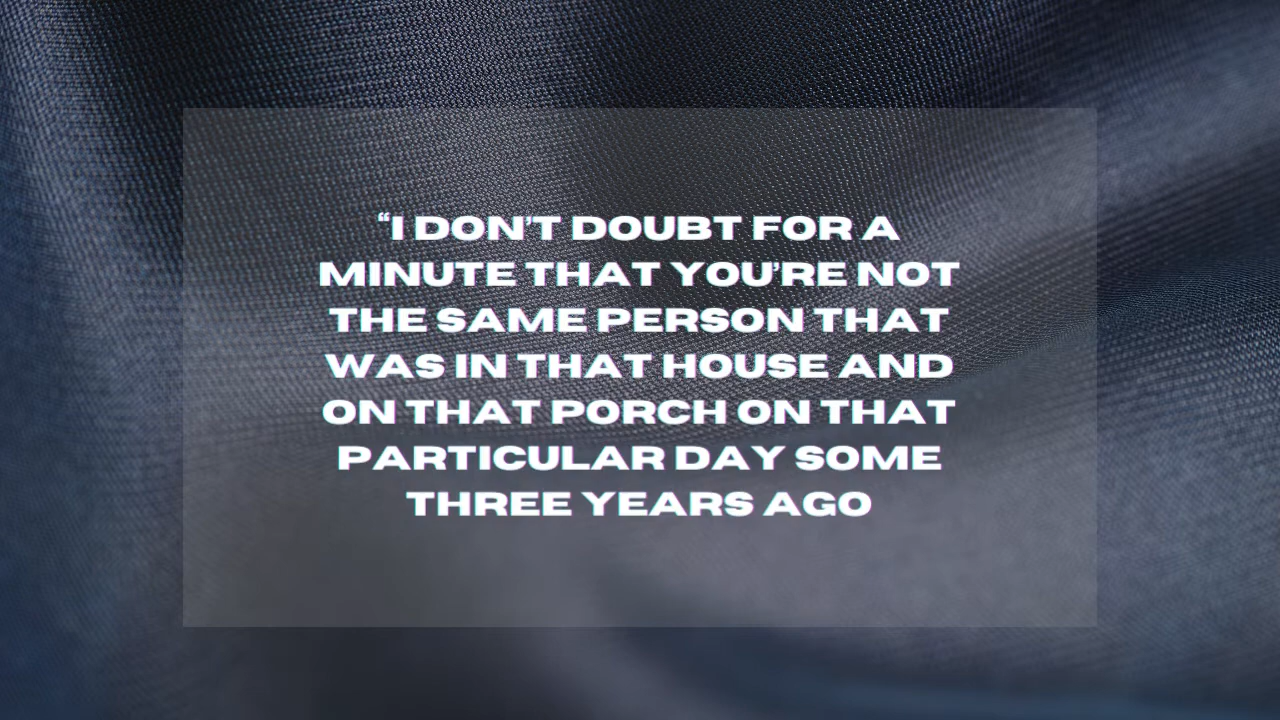 “I DON’T DOUBT FOR A
MINUTE THAT YOU’RE NOT
THE SAME PERSON THAT
WAS IN THAT HOUSE AND
ON THAT PORCH ON THAT
PARTICULAR DAY SOME
THREE YEARS AGO